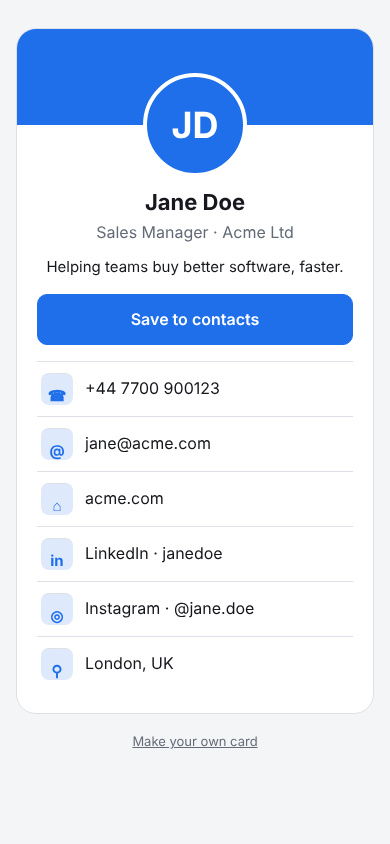 JD
Jane Doe
Sales Manager · Acme Ltd
Helping teams buy better software, faster.
Save to contacts
+44 7700 900123
@ jane@acme.com
acme.com
in LinkedIn · janedoe
Instagram · @jane.doe
London, UK
Make your own card